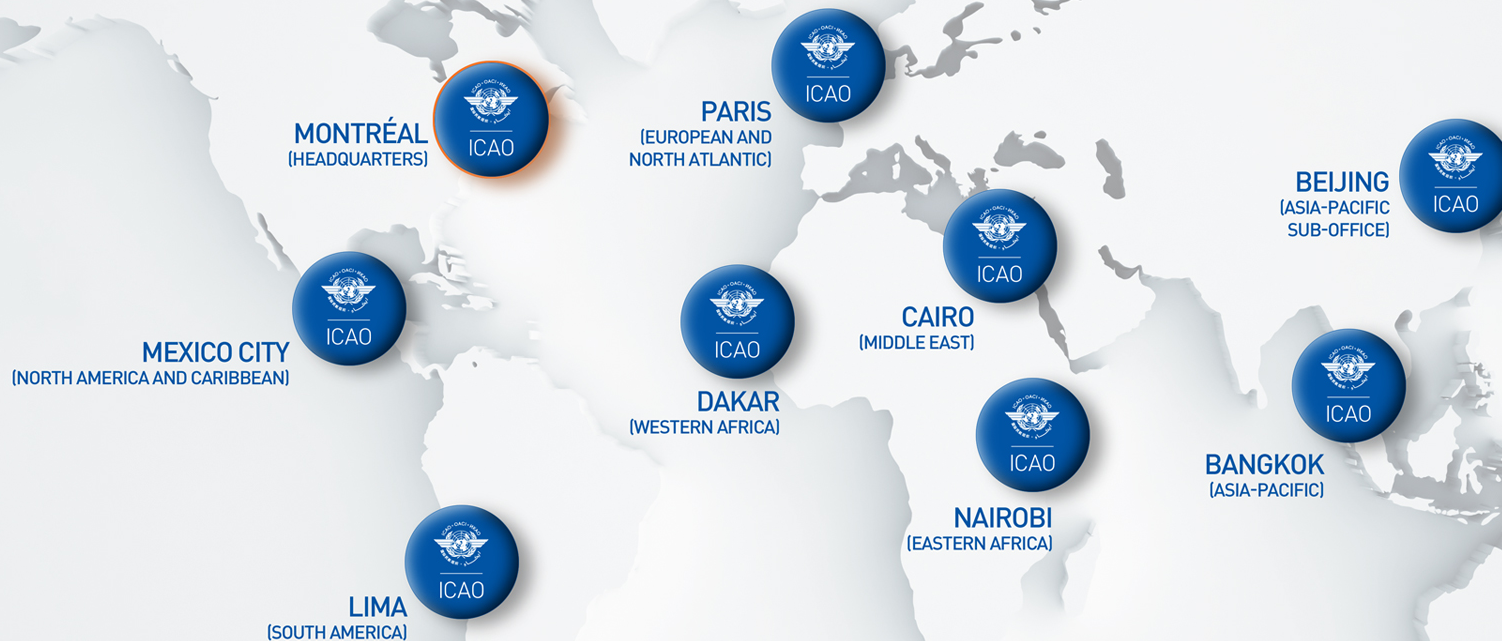 MONTRÉAL
(HEADQUARTERS)
ICAO
PARIS
(EUROPEAN AND
NORTH ATLANTIC)
ICAO
BEIJING
(ASIA-PACIFIC
SUB-OFFICE)
ICAO
MEXICO CITY
(NORTH AMERICA AND CARIBBEAN)
ICAO
DAKAR
(WESTERN AFRICA)
ICAO
CAIRO
(MIDDLE EAST)
ICAO
NAIROBI
(EASTERN AFRICA)
ICAO
BANGKOK
(ASIA-PACIFIC)
ICAO
LIMA
(SOUTH AMERICA)
ICAO